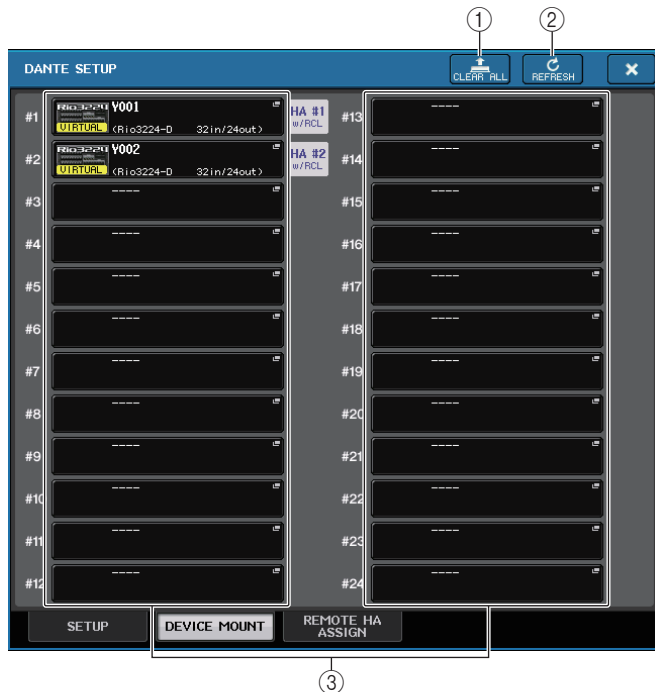 ① ②
DANTE SETUP CLEAR ALL REFRESH ×
#1 Rio3224 Y001 HA #1 #13 ----
VIRTUAL (Rio3224-D 32in/24out) w/RCL
#2 Rio3224 Y002 HA #2 #14 ----
VIRTUAL (Rio3224-D 32in/24out) w/RCL
#3 ---- #15 ----
#4 ---- #16 ----
#5 ---- #17 ----
#6 ---- #18 ----
#7 ---- #19 ----
#8 ---- #20 ----
#9 ---- #21 ----
#10 ---- #22 ----
#11 ---- #23 ----
#12 ---- #24 ----
SETUP DEVICE MOUNT REMOTE HA
ASSIGN
③